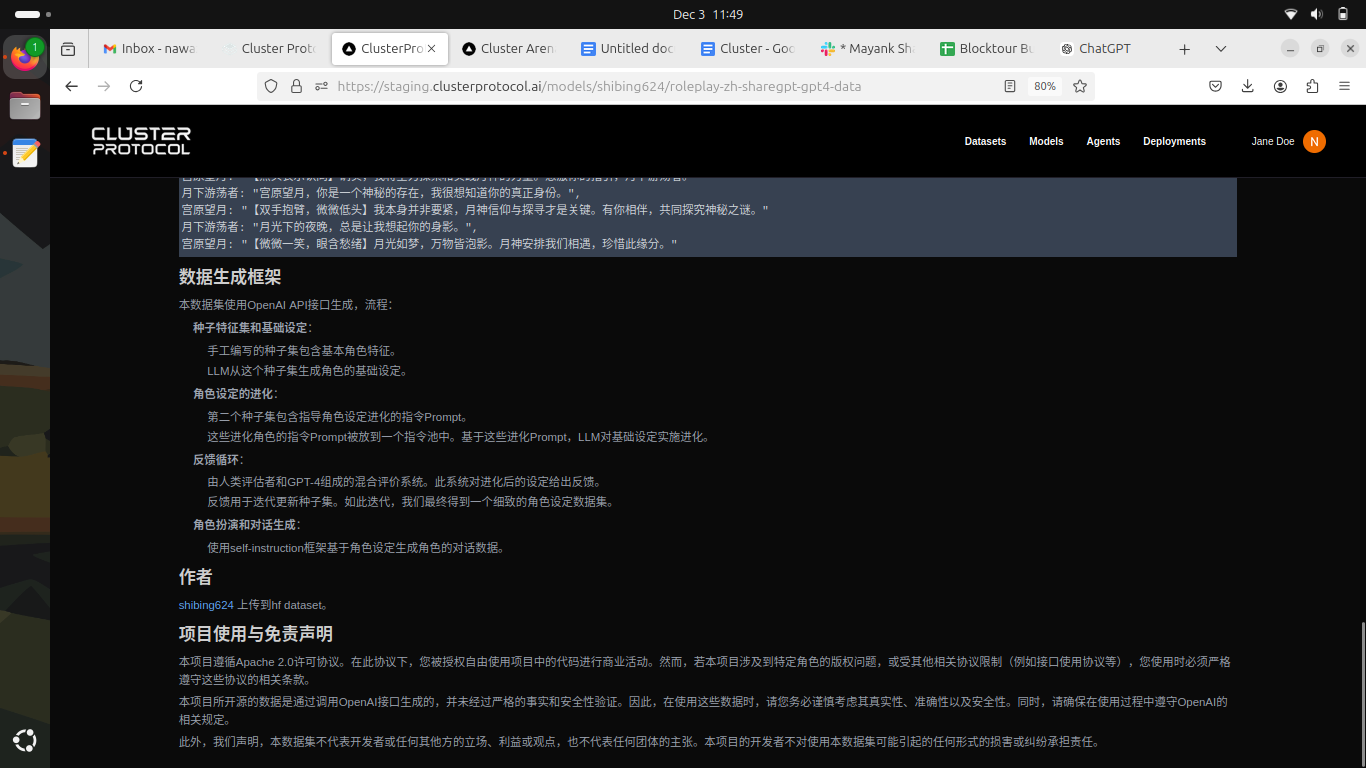 Dec 3 11:49
1
Inbox - nawa
Cluster Proto
ClusterPro
Cluster Aren
Untitled doc
Cluster - Goo
* Mayank Sha
Blocktour Bu
ChatGPT
https://staging.clusterprotocol.ai/models/shibing624/roleplay-zh-sharegpt-gpt4-data
80%
CLUSTER
PROTOCOL
Datasets
Models
Agents
Deployments
Jane Doe
N
月下游荡者: "宫原望月，你是一个神秘的存在，我很想知道你的真正身份。",
宫原望月: "【双手抱臂，微微低头】我本身并非要紧，月神信仰与探寻才是关键。有你相伴，共同探究神秘之谜。"
月下游荡者: "月光下的夜晚，总是让我想起你的身影。",
宫原望月: "【微微一笑，眼含愁绪】月光如梦，万物皆泡影。月神安排我们相遇，珍惜此缘分。"
数据生成框架
本数据集使用OpenAI API接口生成，流程：
种子特征集和基础设定：
手工编写的种子集包含基本角色特征。
LLM从这个种子集生成角色的基础设定。
角色设定的进化：
第二个种子集包含指导角色设定进化的指令Prompt。
这些进化角色的指令Prompt被放到一个指令池中。基于这些进化Prompt，LLM对基础设定实施进化。
反馈循环：
由人类评估者和GPT-4组成的混合评价系统。此系统对进化后的设定给出反馈。
反馈用于迭代更新种子集。如此迭代，我们最终得到一个细致的角色设定数据集。
角色扮演和对话生成：
使用self-instruction框架基于角色设定生成角色的对话数据。
作者
shibing624 上传到hf dataset。
项目使用与免责声明
本项目遵循Apache 2.0许可协议。在此协议下，您被授权自由使用项目中的代码进行商业活动。然而，若本项目涉及到特定角色的版权问题，或受其他相关协议限制（例如接口使用协议等），您使用时必须严格
遵守这些协议的相关条款。
本项目所开源的数据是通过调用OpenAI接口生成的，并未经过严格的事实和安全性验证。因此，在使用这些数据时，请您务必谨慎考虑其真实性、准确性以及安全性。同时，请确保在使用过程中遵守OpenAI的
相关规定。
此外，我们声明，本数据集不代表开发者或任何其他方的立场、利益或观点，也不代表任何团体的主张。本项目的开发者不对使用本数据集可能引起的任何形式的损害或纠纷承担责任。